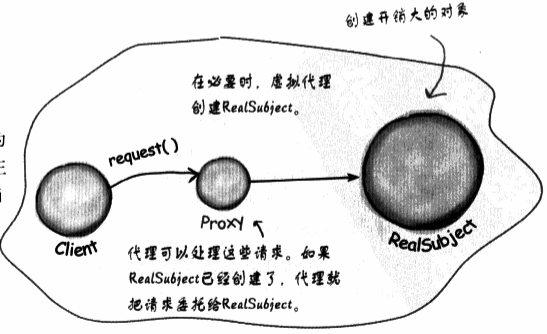 创建开销大的对象
在必要时，虚拟代理
创建RealSubject。
的
request()
Client
Proxy
RealSubject
代理可以处理这些请求。如果
RealSubject已经创建了，代理就
把请求委托给RealSubject。